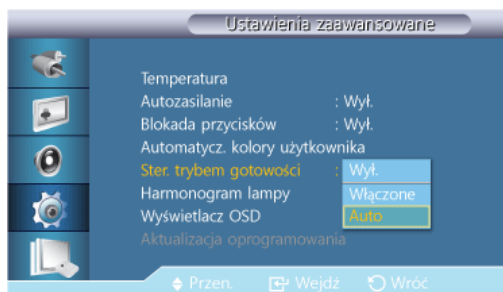 Ustawienia zaawansowane
Temperatura
Autozasilanie : Wył.
Blokada przycisków : Wył.
Automatycz. kolory użytkownika
Ster. trybem gotowości : Wył.
Harmonogram lampy Włączone
Wyświetlacz OSD Auto
Aktualizacja oprogramowania
Przen. Wejdź Wróć